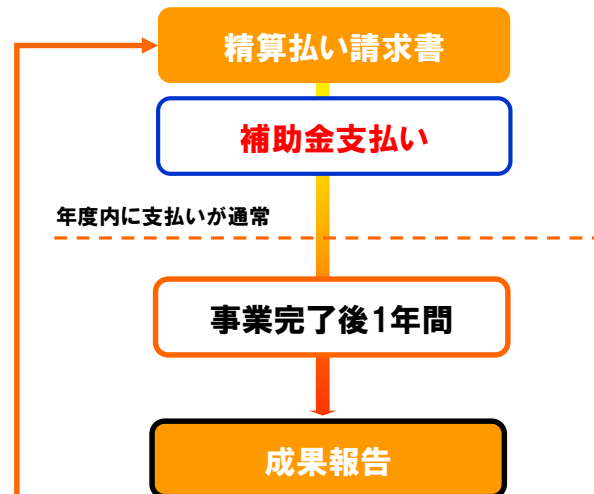 精算払い請求書
補助金支払い
年度内に支払いが通常
事業完了後1年間
成果報告